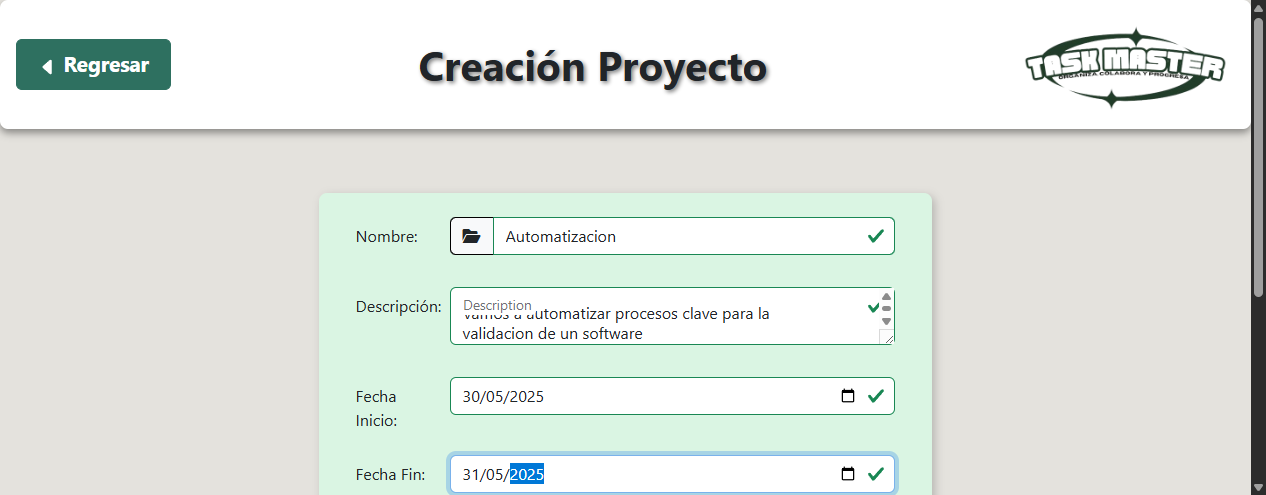 Regresar
Creación Proyecto
TASK MASTER
ORGANIZA COLABORA Y PROGRESA
Nombre:
Automatizacion
Descripción:
Description
Vamos a automatizar procesos clave para la
validacion de un software
Fecha
Inicio:
30/05/2025
Fecha Fin:
31/05/2025